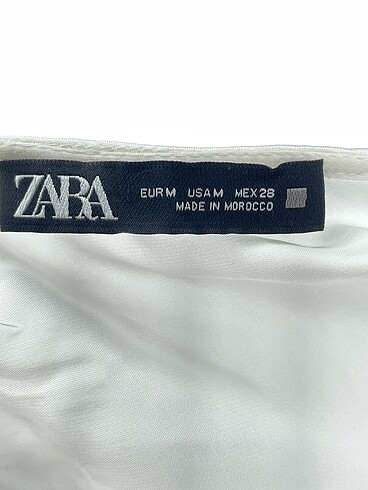 ZARA
EUR M USA M MEX 28
MADE IN MOROCCO